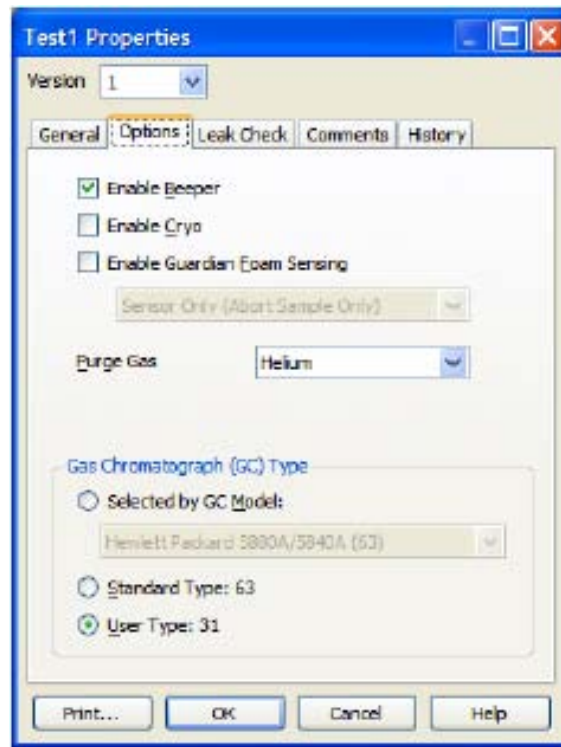 Test1 Properties
Version 1
General Options Leak Check Comments History
Enable Beeper
Enable Cryo
Enable Guardian Foam Sensing
Sensor Only (Abort Sample Only)
Purge Gas Helium
Gas Chromatograph (GC) Type
Selected by GC Model:
Hewlett Packard 5880A/5840A (63)
Standard Type: 63
User Type: 31
Print... OK Cancel Help